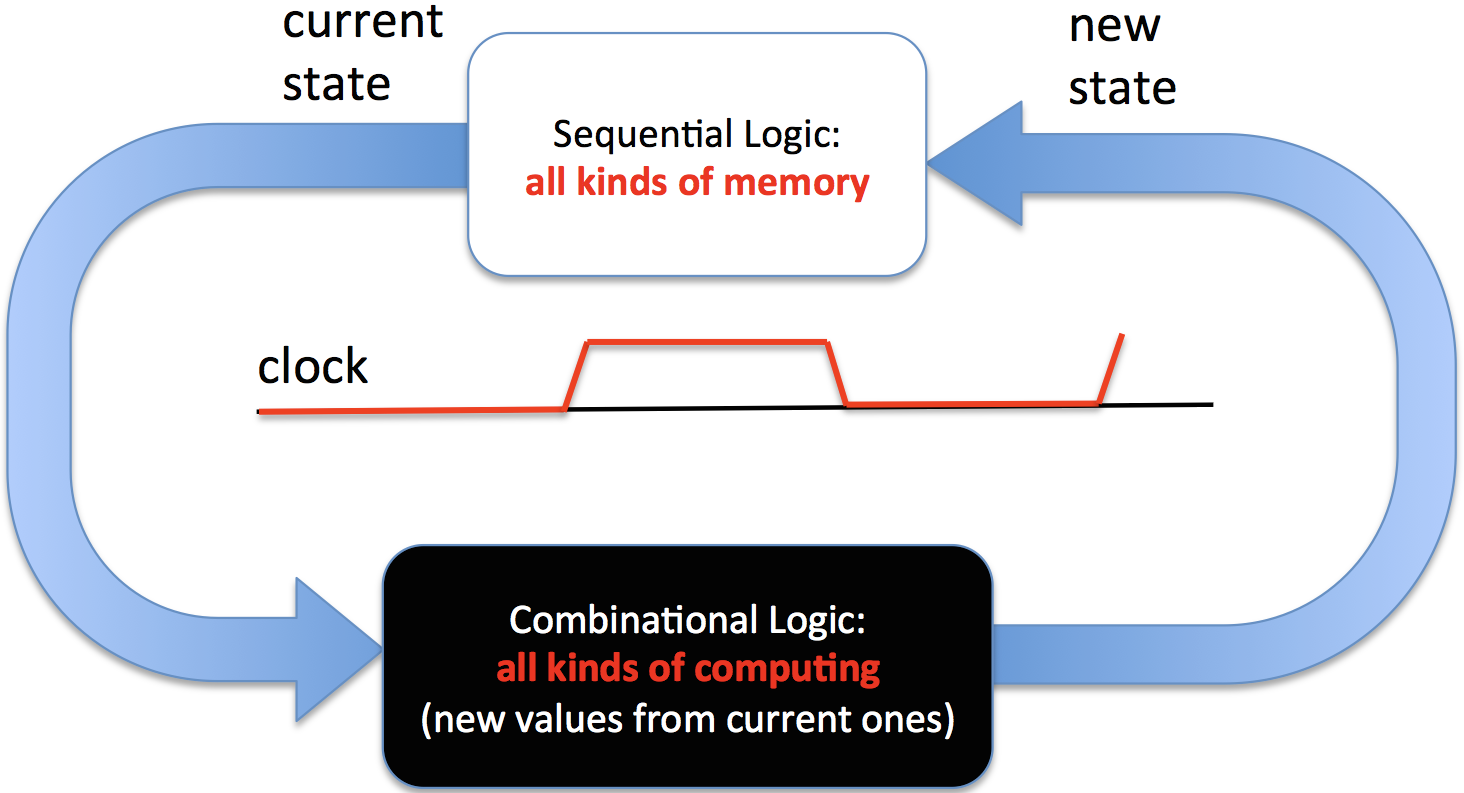 current
state
new
state
Sequential Logic:
all kinds of memory
clock
Combinational Logic:
all kinds of computing
(new values from current ones)